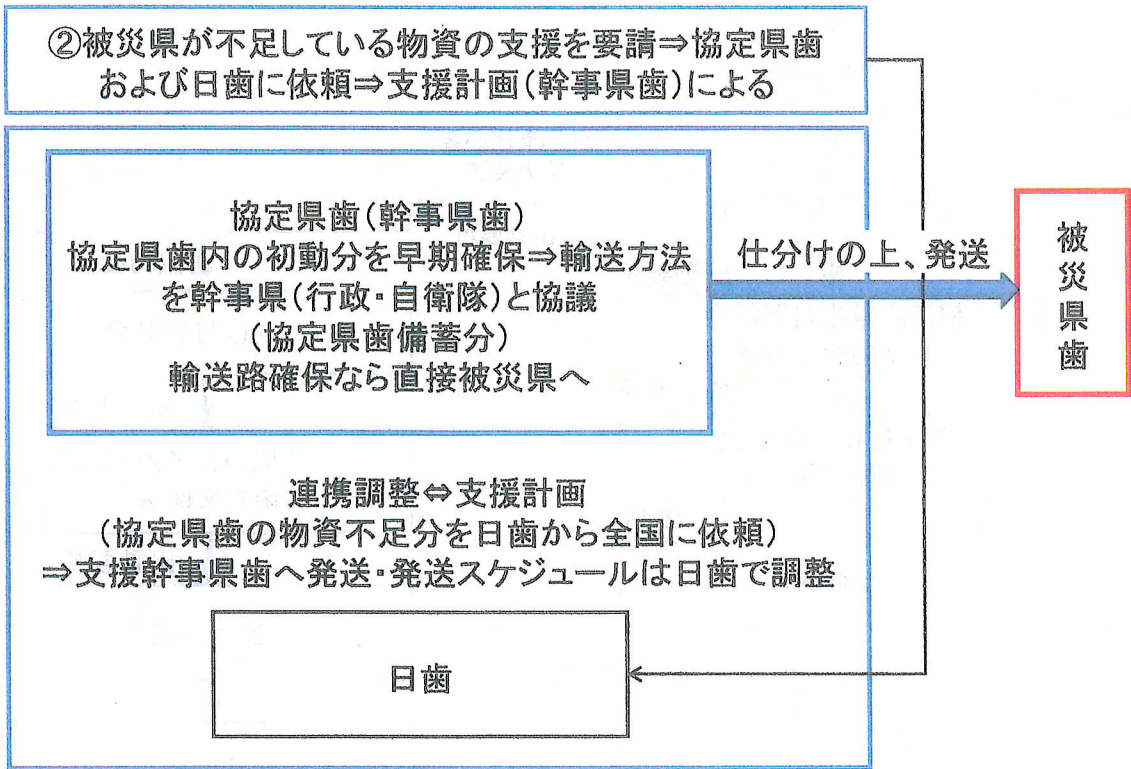 ②被災県が不足している物資の支援を要請⇒協定県歯
および日歯に依頼⇒支援計画(幹事県歯)による
協定県歯(幹事県歯)
協定県歯内の初動分を早期確保⇒輸送方法
を幹事県(行政・自衛隊)と協議
(協定県歯備蓄分)
輸送路確保なら直接被災県へ
仕分けの上、発送
被災県歯
連携調整⇔支援計画
(協定県歯の物資不足分を日歯から全国に依頼)
⇒支援幹事県歯へ発送・発送スケジュールは日歯で調整
日歯